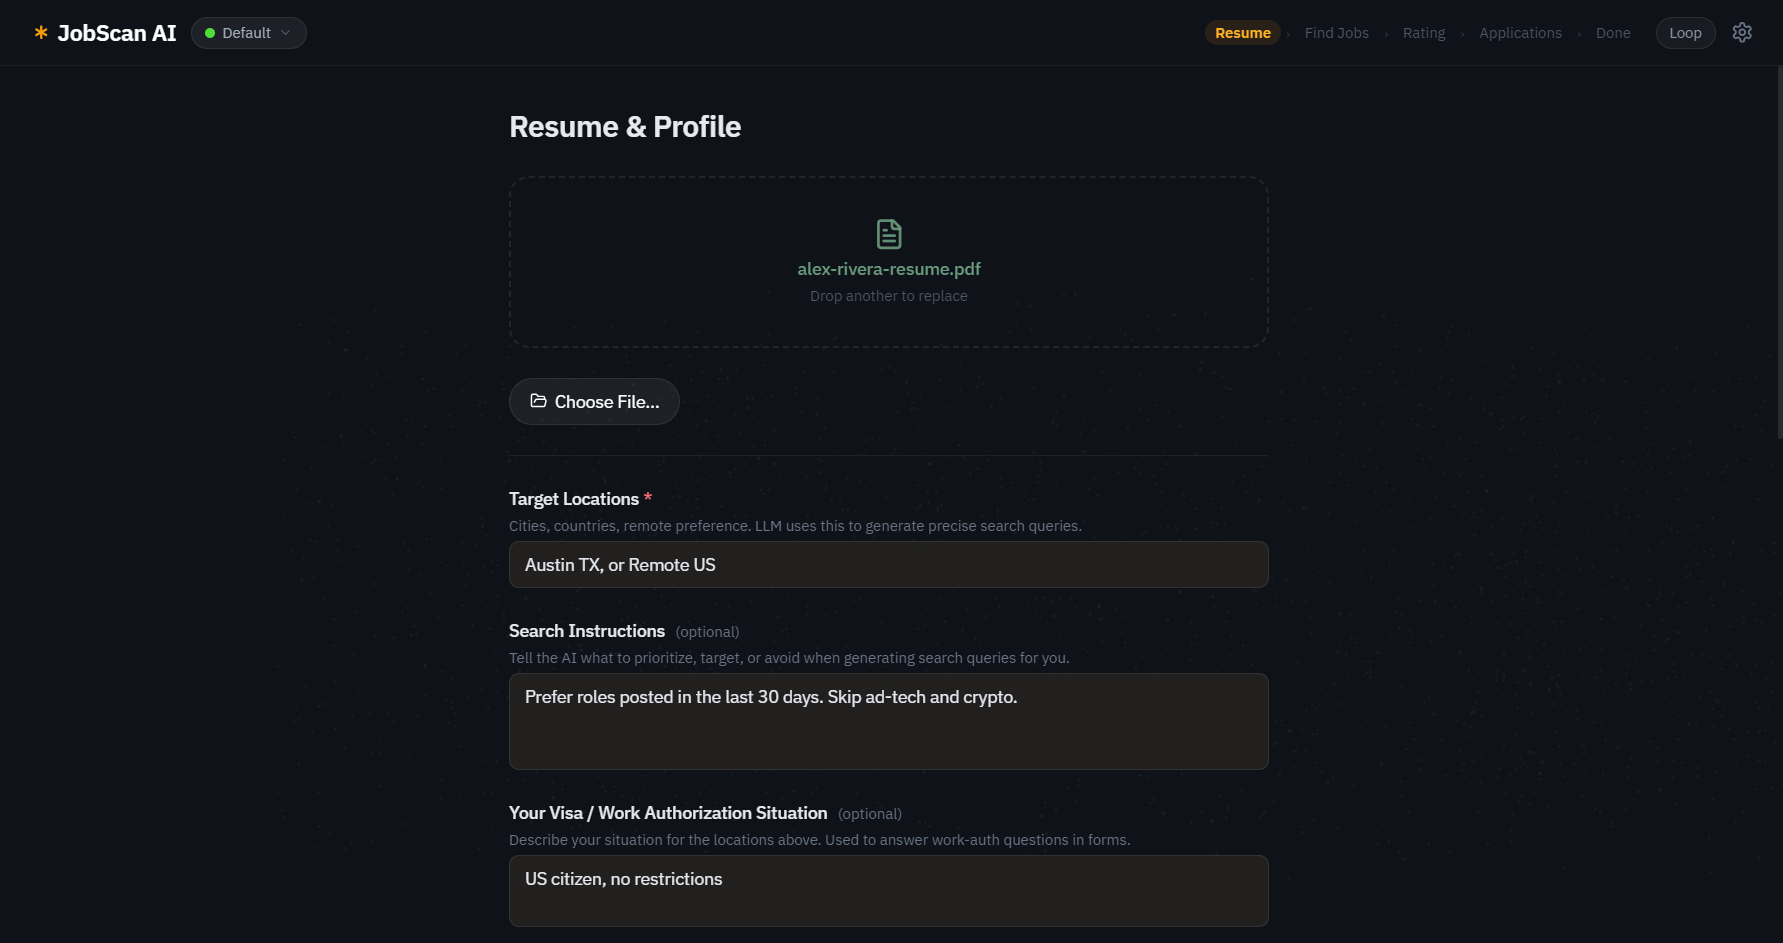 * JobScan AI
Default
Resume › Find Jobs › Rating › Applications › Done
Loop
Resume & Profile
alex-rivera-resume.pdf
Drop another to replace
Choose File...
Target Locations *
Cities, countries, remote preference. LLM uses this to generate precise search queries.
Austin TX, or Remote US
Search Instructions (optional)
Tell the AI what to prioritize, target, or avoid when generating search queries for you.
Prefer roles posted in the last 30 days. Skip ad-tech and crypto.
Your Visa / Work Authorization Situation (optional)
Describe your situation for the locations above. Used to answer work-auth questions in forms.
US citizen, no restrictions